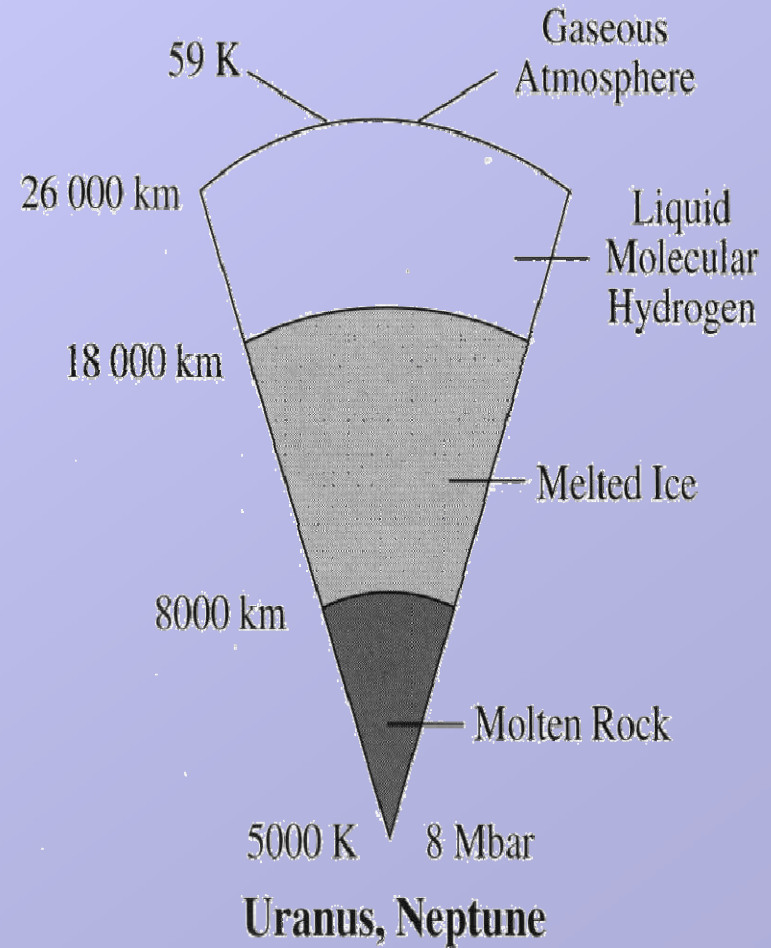 59 K
Gaseous
Atmosphere
26 000 km
Liquid
Molecular
Hydrogen
18 000 km
Melted Ice
8000 km
Molten Rock
5000 K
8 Mbar
Uranus, Neptune